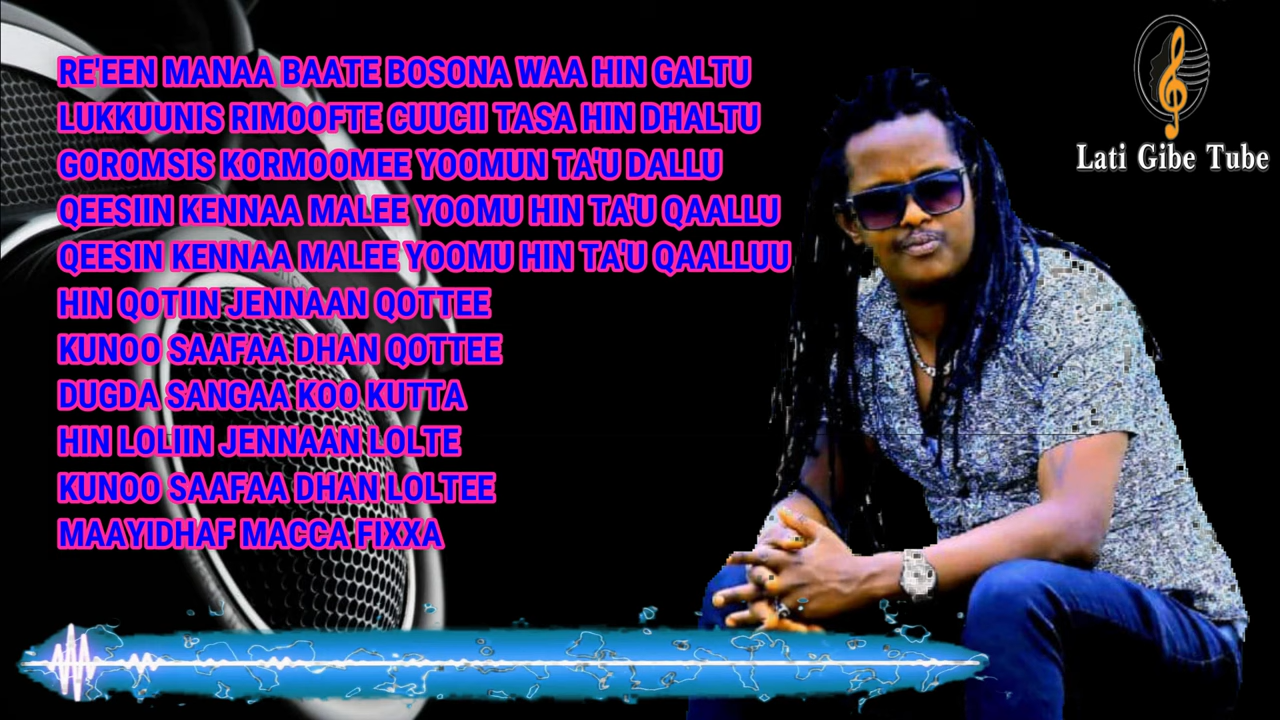 RE'EEN MANAA BAATE BOSONA WAA HIN GALTU
LUKKUUNIS RIMOOFTE CUUCII TASA HIN DHALTU
GOROMSIS KORMOOMEE YOOMUN TA'U DALLU
QEESIIN KENNAA MALEE YOOMU HIN TA'U QAALLU
QEESIN KENNAA MALEE YOOMU HIN TA'U QAALLUU
HIN QOTIIN JENNAAN QOTTEE
KUNOO SAAFAA DHAN QOTTEE
DUGDA SANGAA KOO KUTTA
HIN LOLIIN JENNAAN LOLTE
KUNOO SAAFAA DHAN LOLTEE
MAAYIDHAF MACCA FIXXA
Lati Gibe Tube